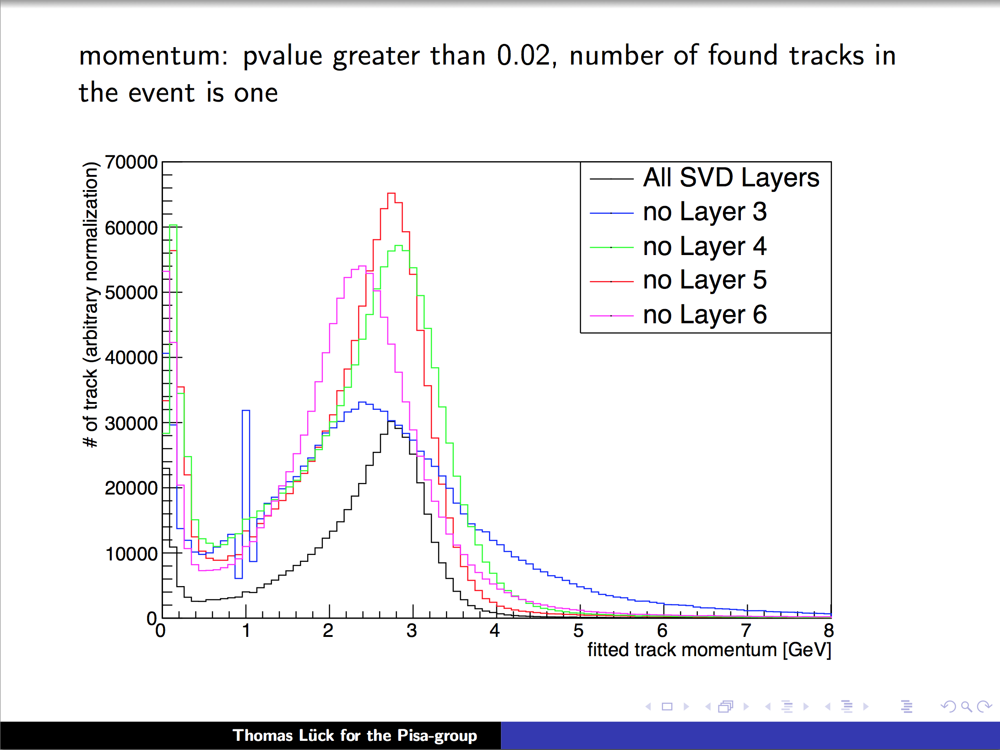 momentum: pvalue greater than 0.02, number of found tracks in
the event is one
# of track (arbitrary normalization)
70000
60000
50000
40000
30000
20000
10000
0
All SVD Layers
no Layer 3
no Layer 4
no Layer 5
no Layer 6
0 1 2 3 4 5 6 7 8
fitted track momentum [GeV]
Thomas Lück for the Pisa-group